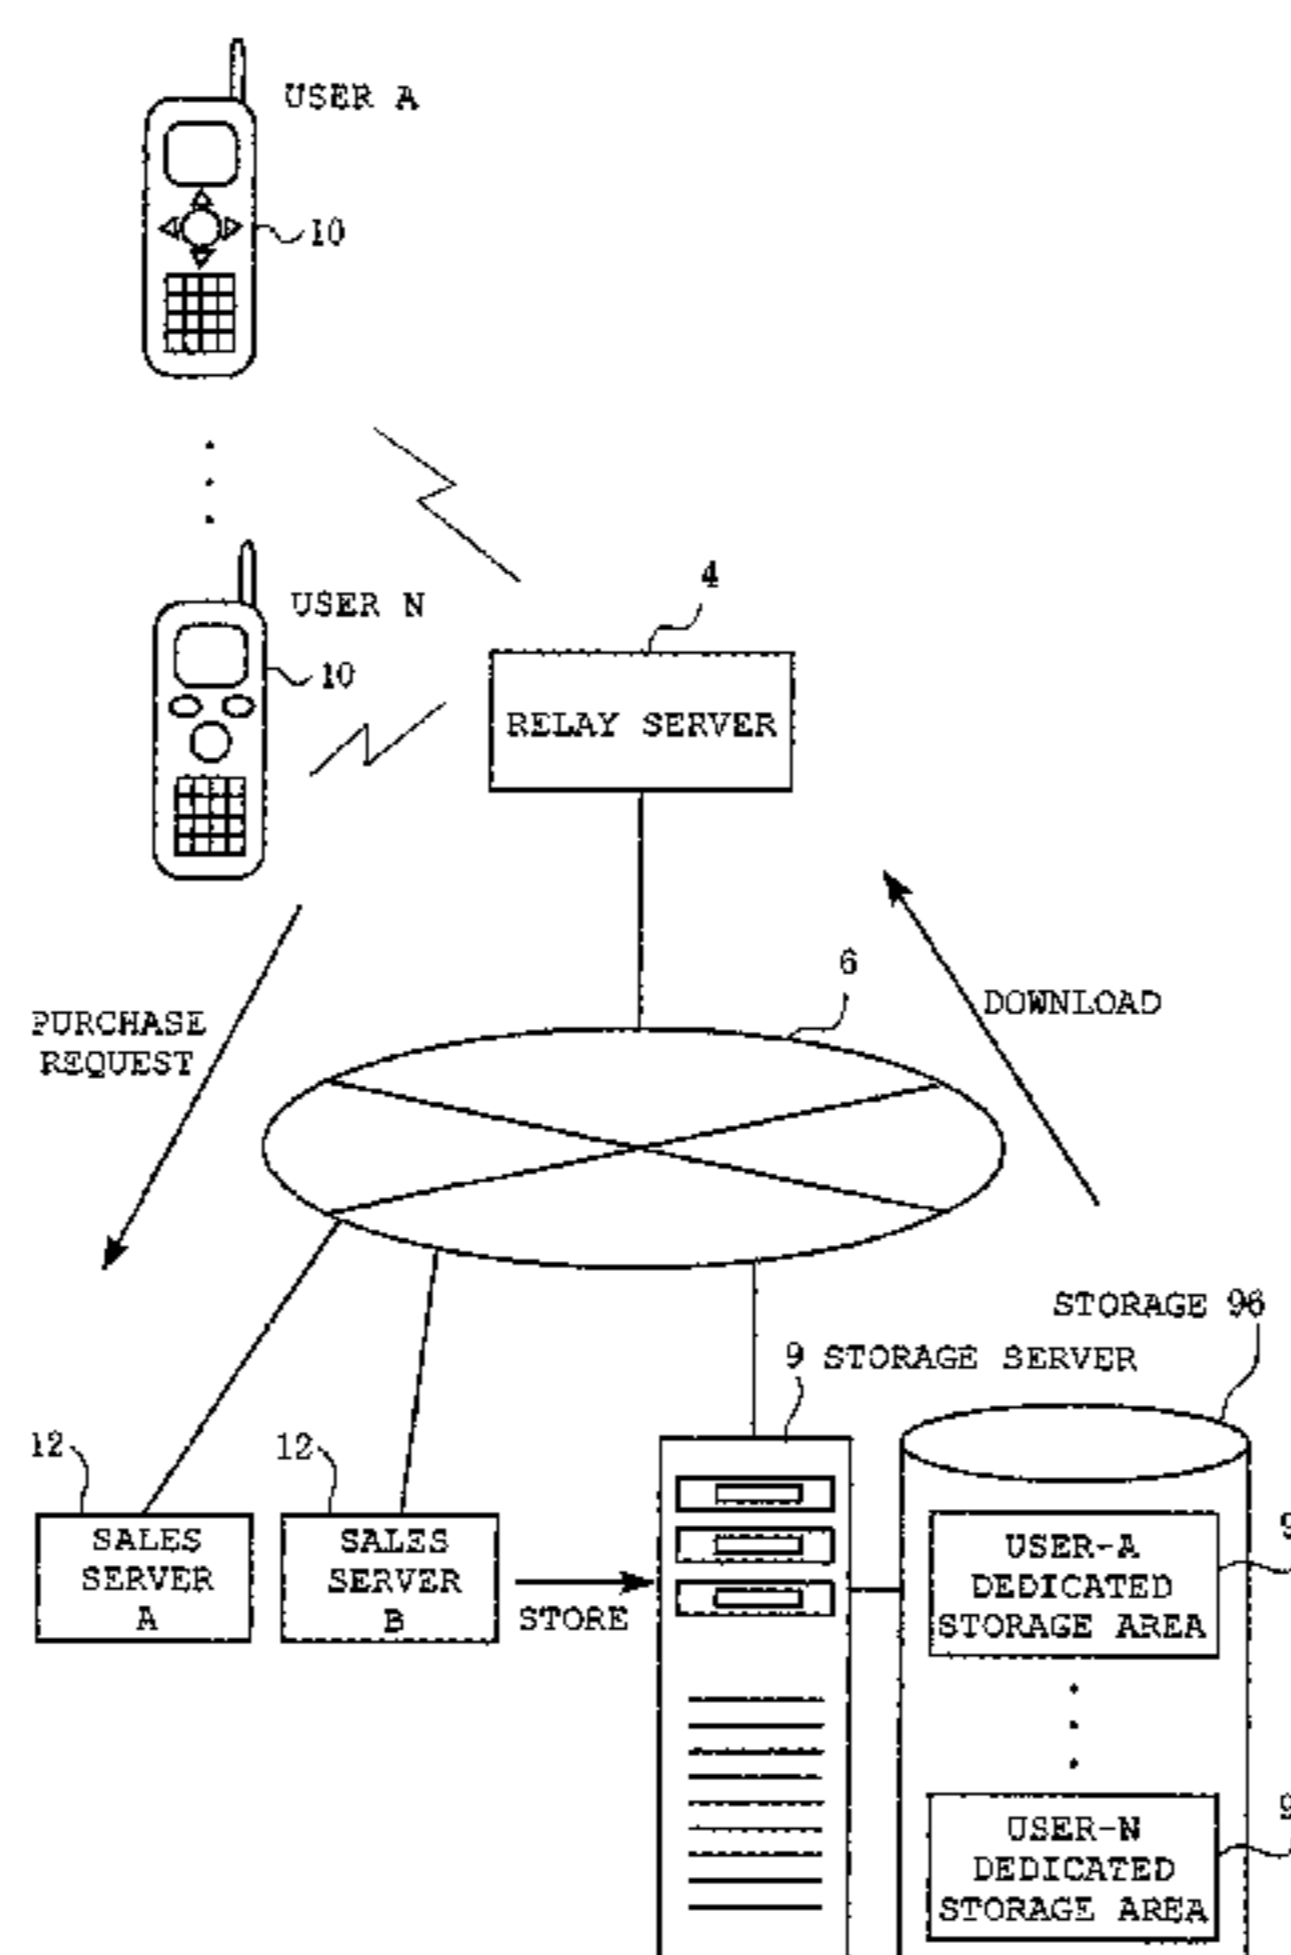 USER A
10
USER N
10
4
RELAY SERVER
6
DOWNLOAD
PURCHASE
REQUEST
STORAGE 96
9 STORAGE SERVER
12
12
SALES
SERVER
A
SALES
SERVER
B
STORE
USER-A
DEDICATED
STORAGE AREA
USER-N
DEDICATED
STORAGE AREA